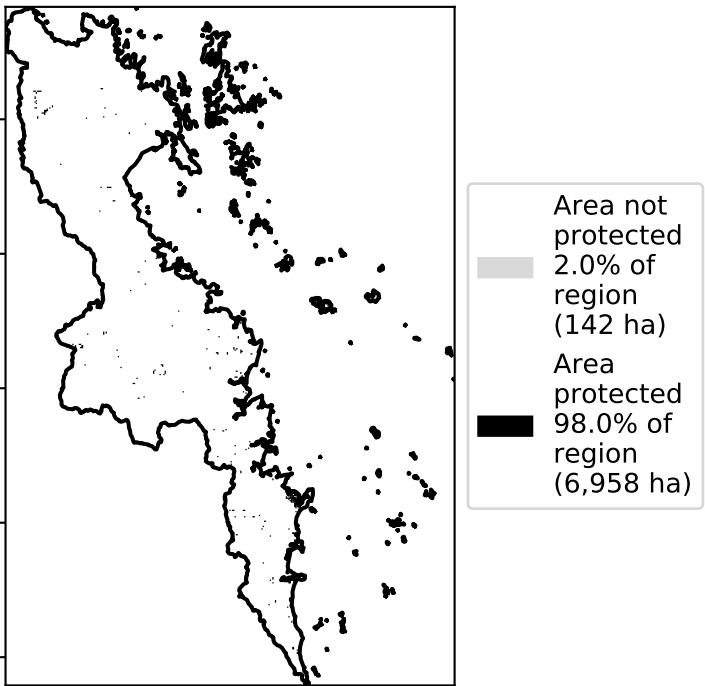 Area not
protected
2.0% of
region
(142 ha)
Area
protected
98.0% of
region
(6,958 ha)